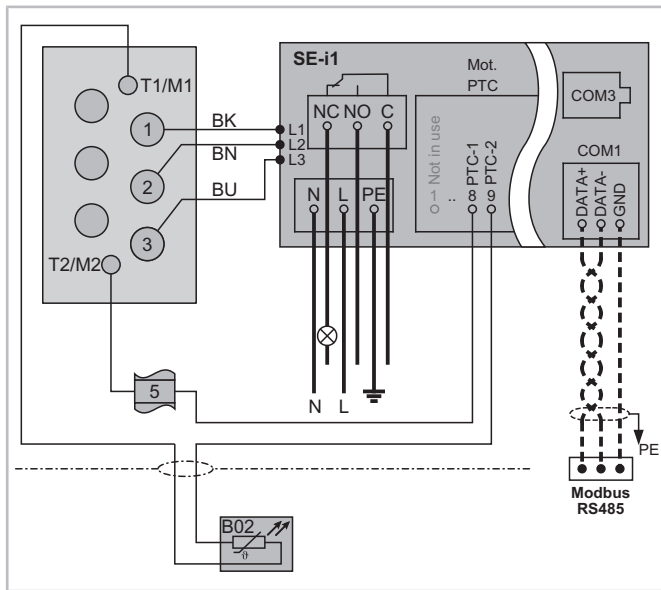 SE-i1
Mot.
PTC
COM3
T1/M1
NC NO C
1
BK
L1
BN
L2
L3
COM1
2
BU
N L PE
1 Not in use
..
PTC-1
PTC-2
8 9
DATA+
DATA-
GND
3
T2/M2
5
N L
PE
Modbus
RS485
B02
ϑ